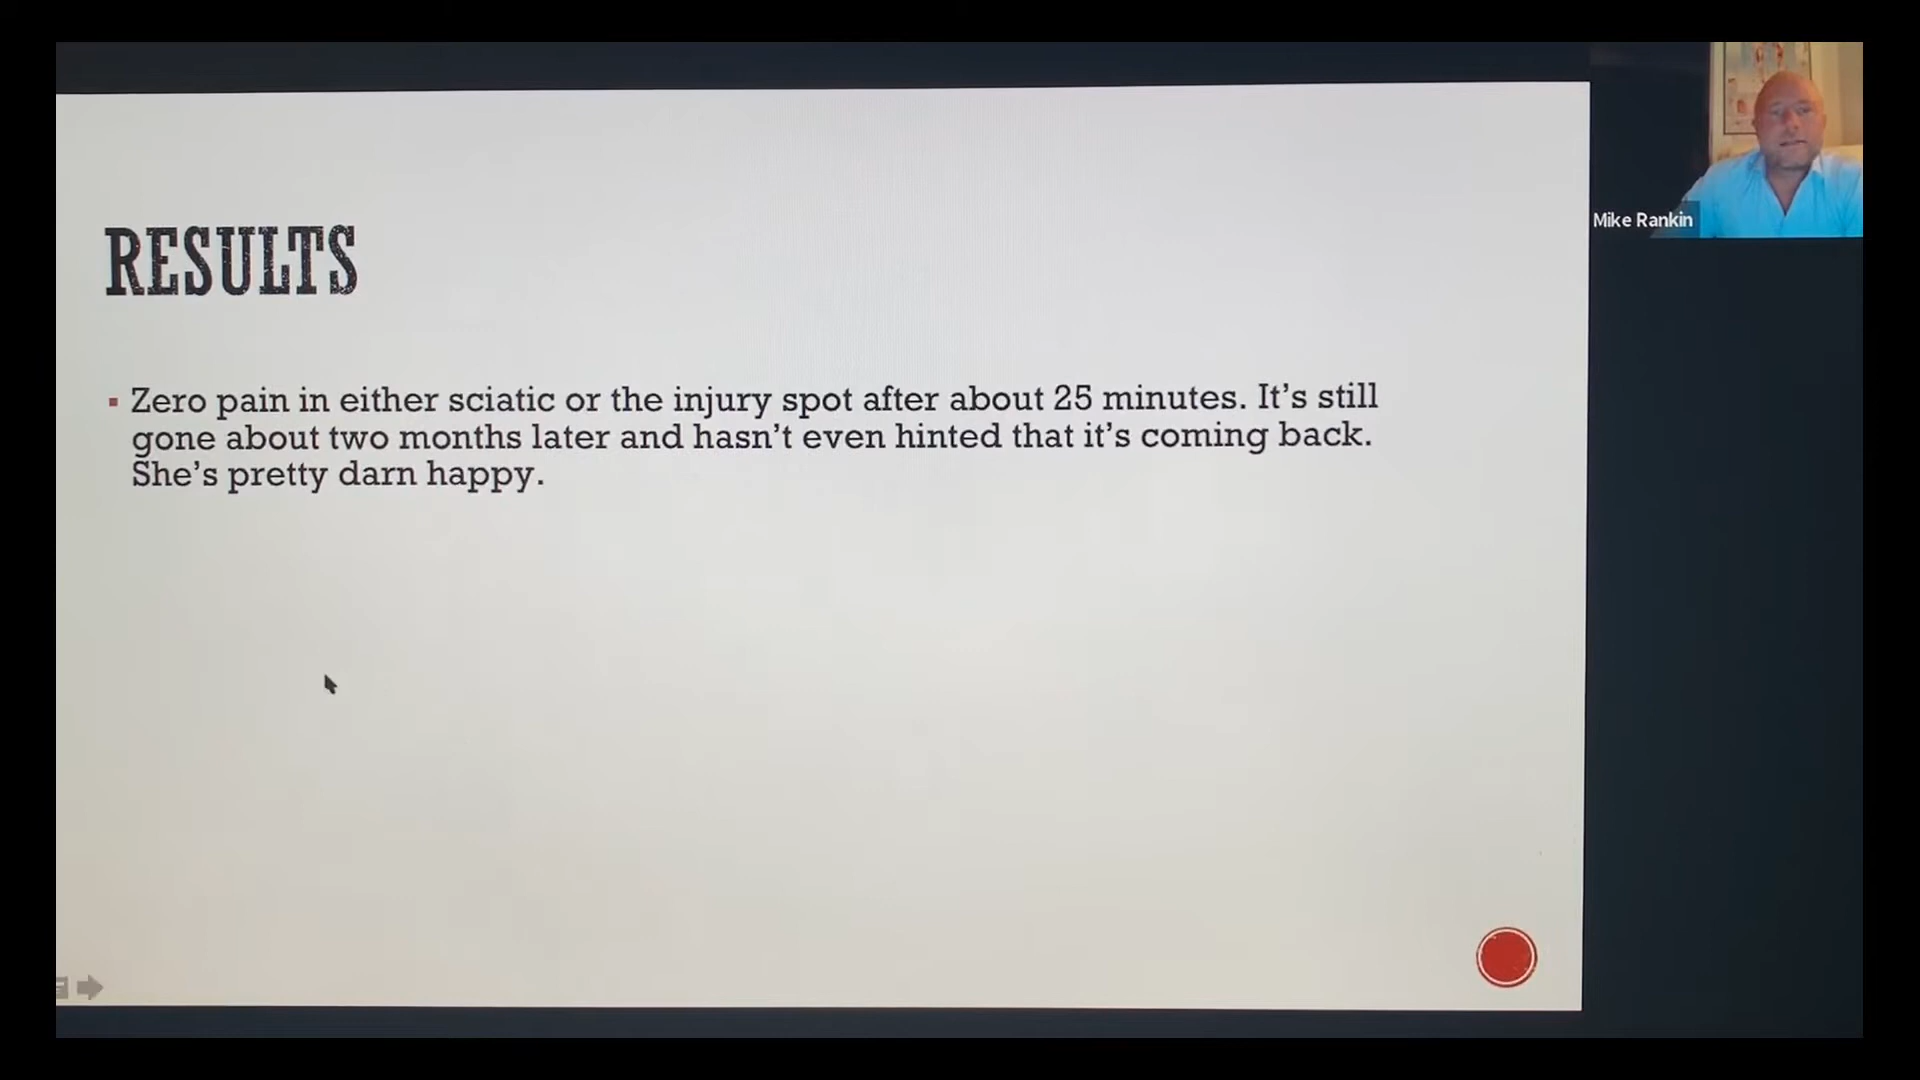 RESULTS
Zero pain in either sciatic or the injury spot after about 25 minutes. It's still
gone about two months later and hasn't even hinted that it's coming back.
She's pretty darn happy.
Mike Rankin